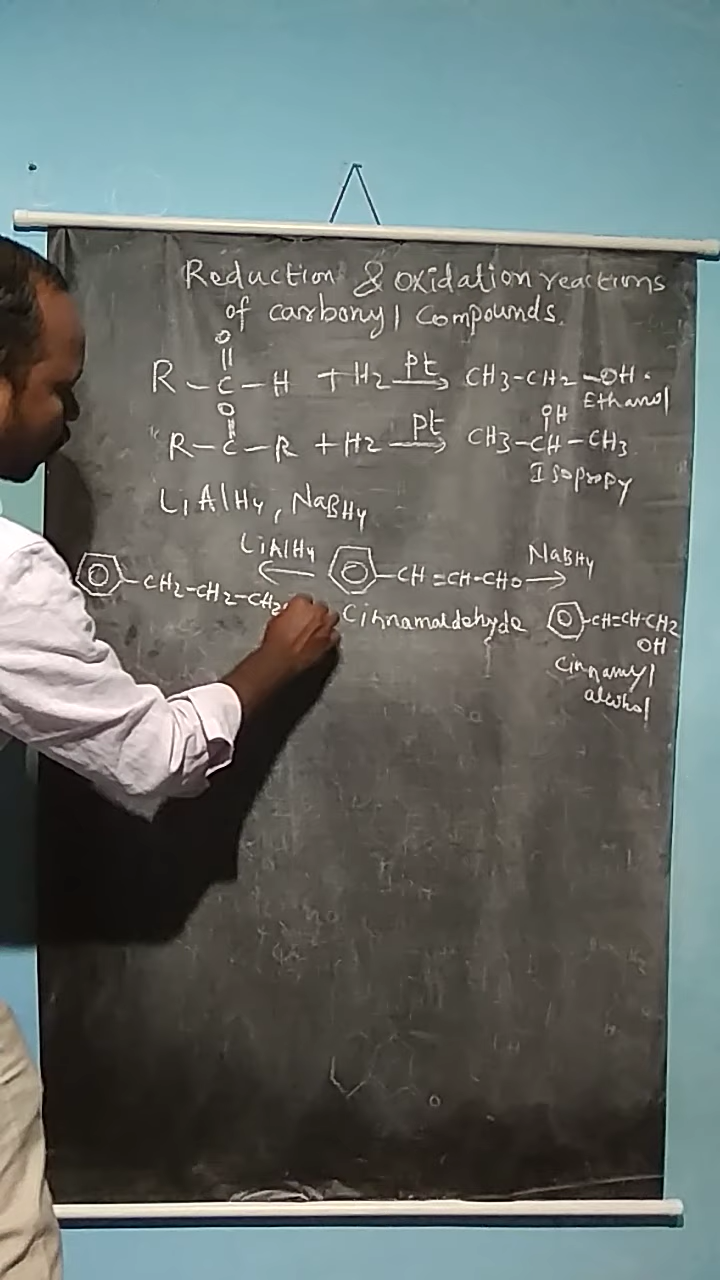 Reduction & oxidation reactions
of carbonyl compounds.
O
R - C - H + H2 Pt → CH3-CH2-OH.
Ethanol
O OH
R - C - R + H2 Pt → CH3-CH-CH3
Isopropy
LiAlH4, NaBH4
LiAlH4 ← -CH=CH-CHO → NaBH4
-CH2-CH2-CH2
Cinnamaldehyde
-CH=CH-CH2
OH
Cinnamyl
alcohol